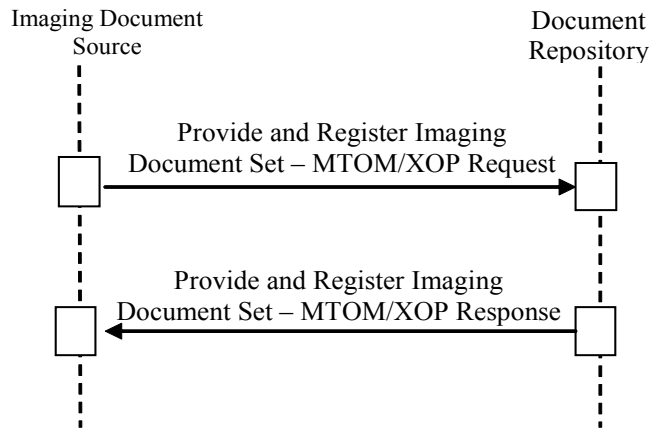 Imaging Document
Source
Document
Repository
Provide and Register Imaging
Document Set – MTOM/XOP Request
Provide and Register Imaging
Document Set – MTOM/XOP Response